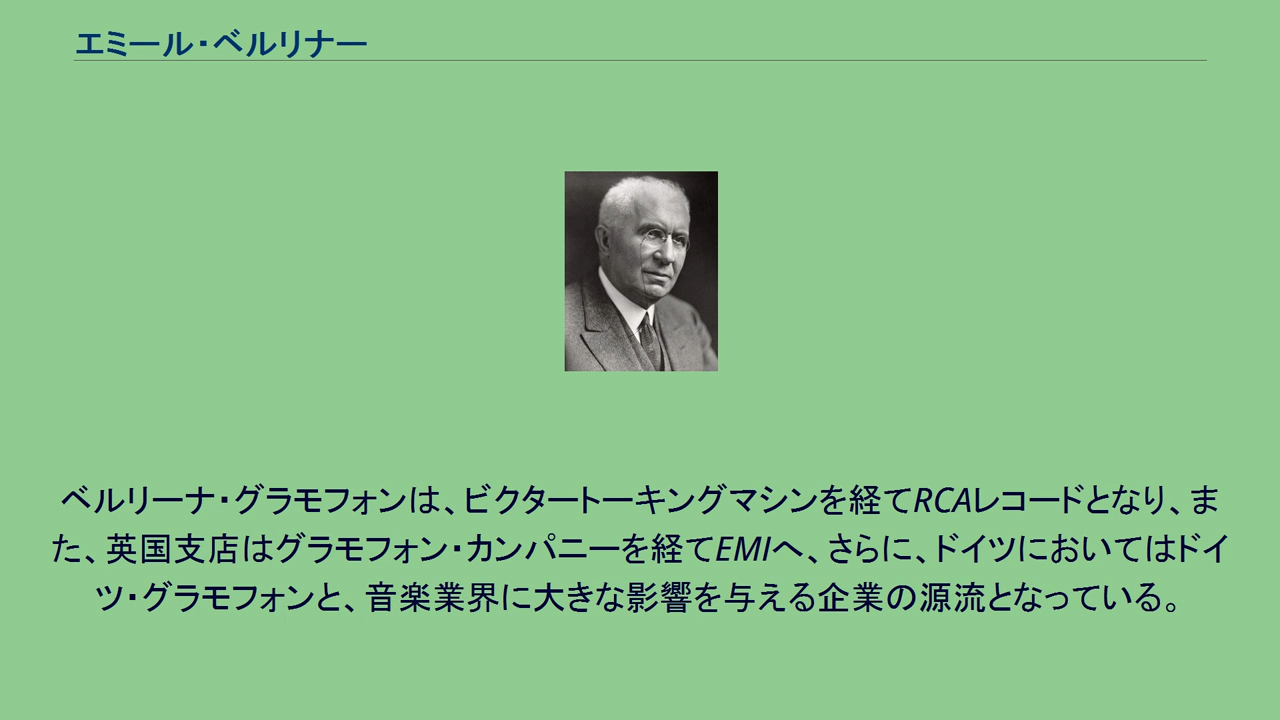 エミール・ベルリナー
ベルリーナ・グラモフォンは、ビクタートーキングマシンを経てRCAレコードとなり、ま
た、英国支店はグラモフォン・カンパニーを経てEMIへ、さらに、ドイツにおいてはドイ
ツ・グラモフォンと、音楽業界に大きな影響を与える企業の源流となっている。